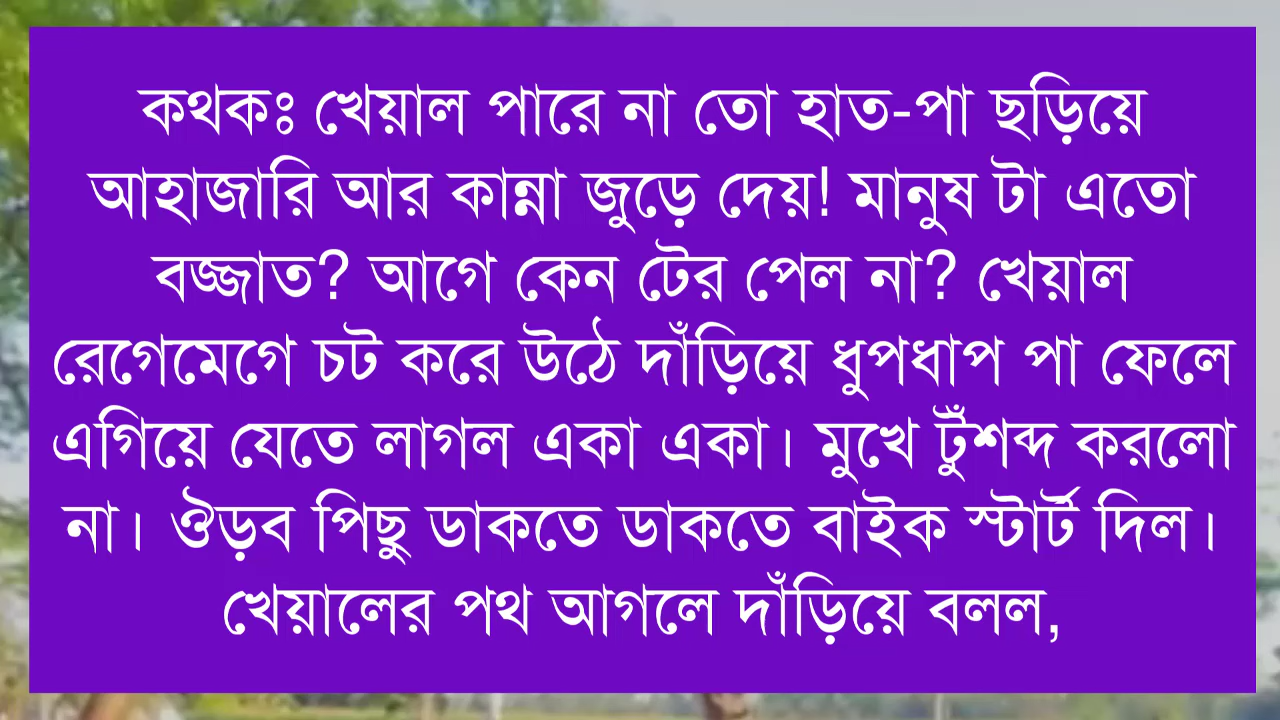 কথকঃ খেয়াল পারে না তো হাত-পা ছড়িয়ে
আহাজারি আর কান্না জুড়ে দেয়! মানুষ টা এতো
বজ্জাত? আগে কেন টের পেল না? খেয়াল
রেগেমেগে চট করে উঠে দাঁড়িয়ে ধুপধাপ পা ফেলে
এগিয়ে যেতে লাগল একা একা। মুখে টুঁশব্দ করলো
না। ঔড়ব পিছু ডাকতে ডাকতে বাইক স্টার্ট দিল।
খেয়ালের পথ আগলে দাঁড়িয়ে বলল,